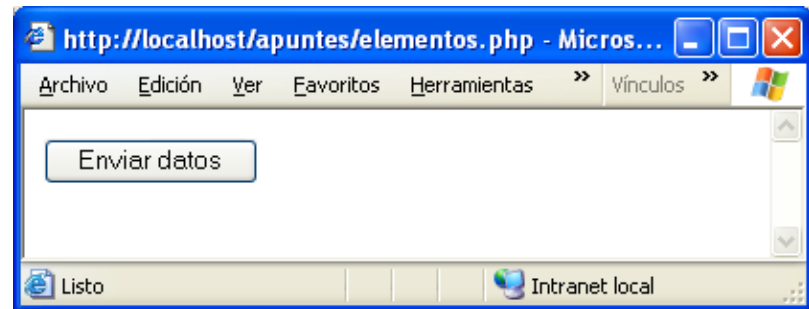 http://localhost/apuntes/elementos.php - Micros...
Archivo Edición Ver Favoritos Herramientas » Vínculos »
Enviar datos
Listo Intranet local